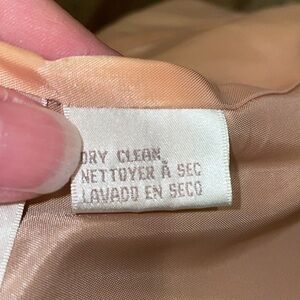 DRY CLEAN
NETTOYER À SEC
LAVADO EN SECO